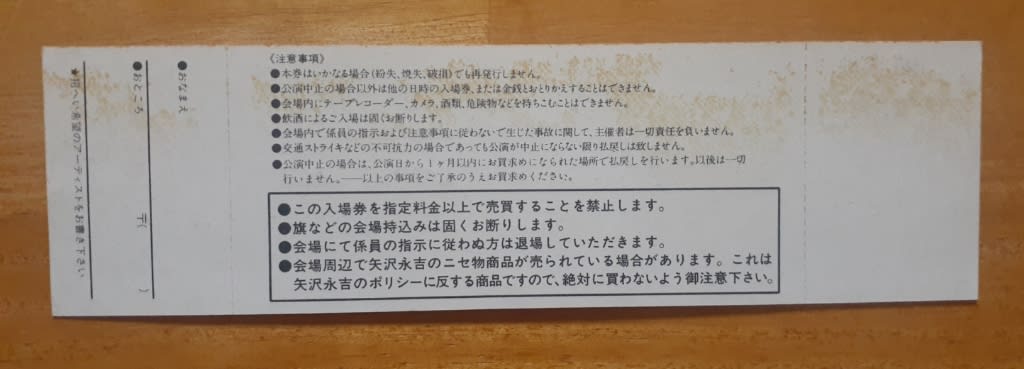 《注意事項》
●本券はいかなる場合(紛失、焼失、破損)でも再発行しません。
●公演中止の場合以外は他の日時の入場券、または金銭とおとりかえすることはできません。
●会場内にテープレコーダー、カメラ、酒類、危険物などを持ちこむことはできません。
●飲酒によるご入場は固くお断りします。
●会場内で係員の指示および注意事項に従わないで生じた事故に関して、主催者は一切責任を負いません。
●交通ストライキなどの不可抗力の場合であっても公演が中止にならない限り払戻しは致しません。
●公演中止の場合は、公演日から1ヶ月以内にお買求めになられた場所で払戻しを行います。以後は一切
行いません。──以上の事項をご了承のうえお買求めください。
●この入場券を指定料金以上で売買することを禁止します。
●旗などの会場持込みは固くお断りします。
●会場にて係員の指示に従わぬ方は退場していただきます。
●会場周辺で矢沢永吉のニセ物商品が売られている場合があります。これは
矢沢永吉のポリシーに反する商品ですので、絶対に買わないよう御注意下さい。
●おなまえ
●おところ 〒( )
希望のアーティストをお書き下さい